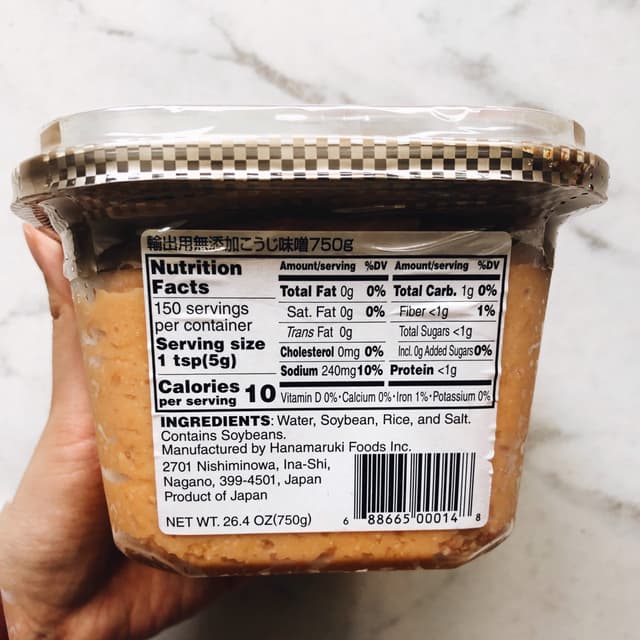 輸出用無添加こうじ味噌750g
Nutrition
Facts
150 servings
per container
Serving size
1 tsp(5g)
Calories
per serving 10
Amount/serving %DV
Total Fat 0g 0%
Sat. Fat 0g 0%
Trans Fat 0g
Cholesterol 0mg 0%
Sodium 240mg 10%
Amount/serving %DV
Total Carb. 1g 0%
Fiber <1g 1%
Total Sugars <1g
Incl. 0g Added Sugars 0%
Protein <1g
Vitamin D 0%・Calcium 0%・Iron 1%・Potassium 0%
INGREDIENTS: Water, Soybean, Rice, and Salt.
Contains Soybeans.
Manufactured by Hanamaruki Foods Inc.
2701 Nishiminowa, Ina-Shi,
Nagano, 399-4501, Japan
Product of Japan
NET WT. 26.4 OZ(750g)
6 88665 00014 8